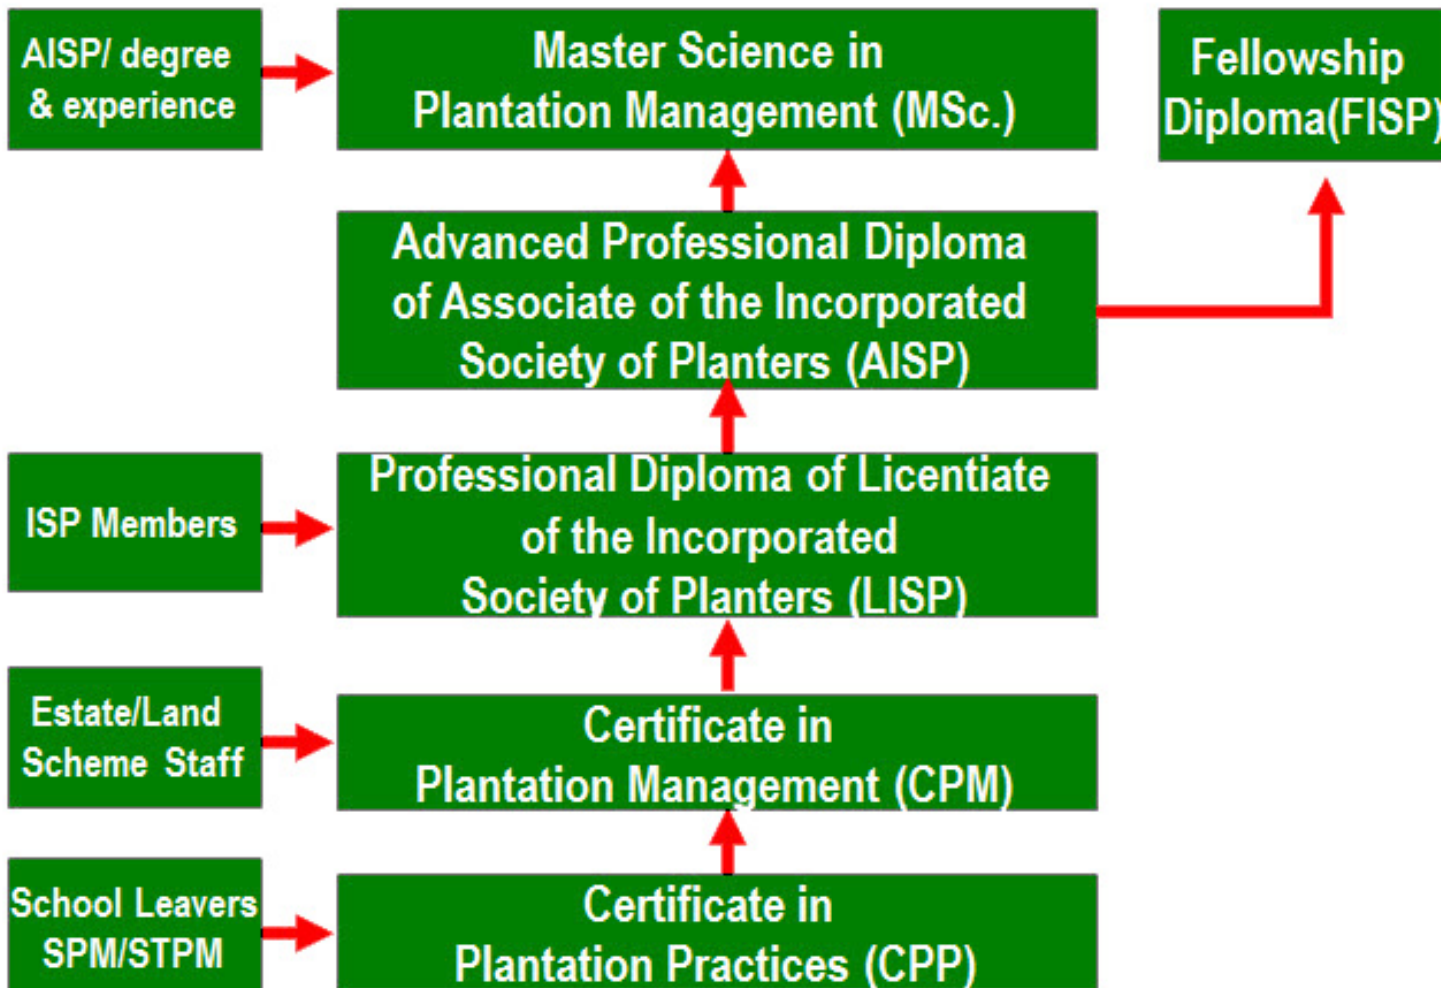 AISP/ degree
& experience
Master Science in
Plantation Management (MSc.)
Fellowship
Diploma(FISP)
Advanced Professional Diploma
of Associate of the Incorporated
Society of Planters (AISP)
ISP Members
Professional Diploma of Licentiate
of the Incorporated
Society of Planters (LISP)
Estate/Land
Scheme Staff
Certificate in
Plantation Management (CPM)
School Leavers
SPM/STPM
Certificate in
Plantation Practices (CPP)